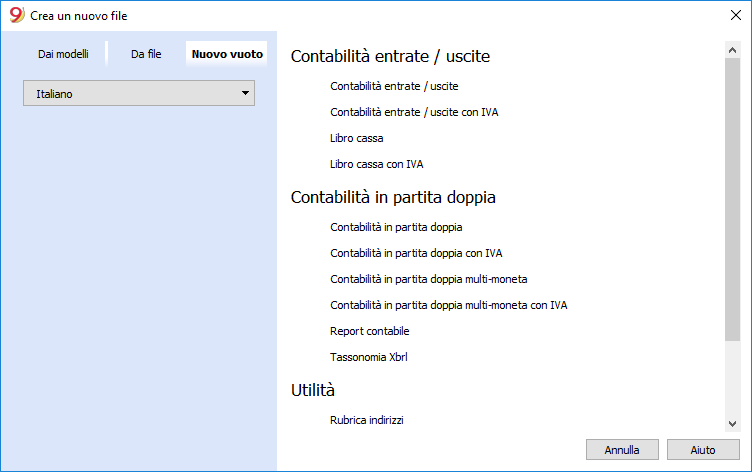 Crea un nuovo file
Dai modelli
Da file
Nuovo vuoto
Italiano
Contabilità entrate / uscite
Contabilità entrate / uscite
Contabilità entrate / uscite con IVA
Libro cassa
Libro cassa con IVA
Contabilità in partita doppia
Contabilità in partita doppia
Contabilità in partita doppia con IVA
Contabilità in partita doppia multi-moneta
Contabilità in partita doppia multi-moneta con IVA
Report contabile
Tassonomia Xbrl
Utilità
Rubrica indirizzi
Annulla
Aiuto